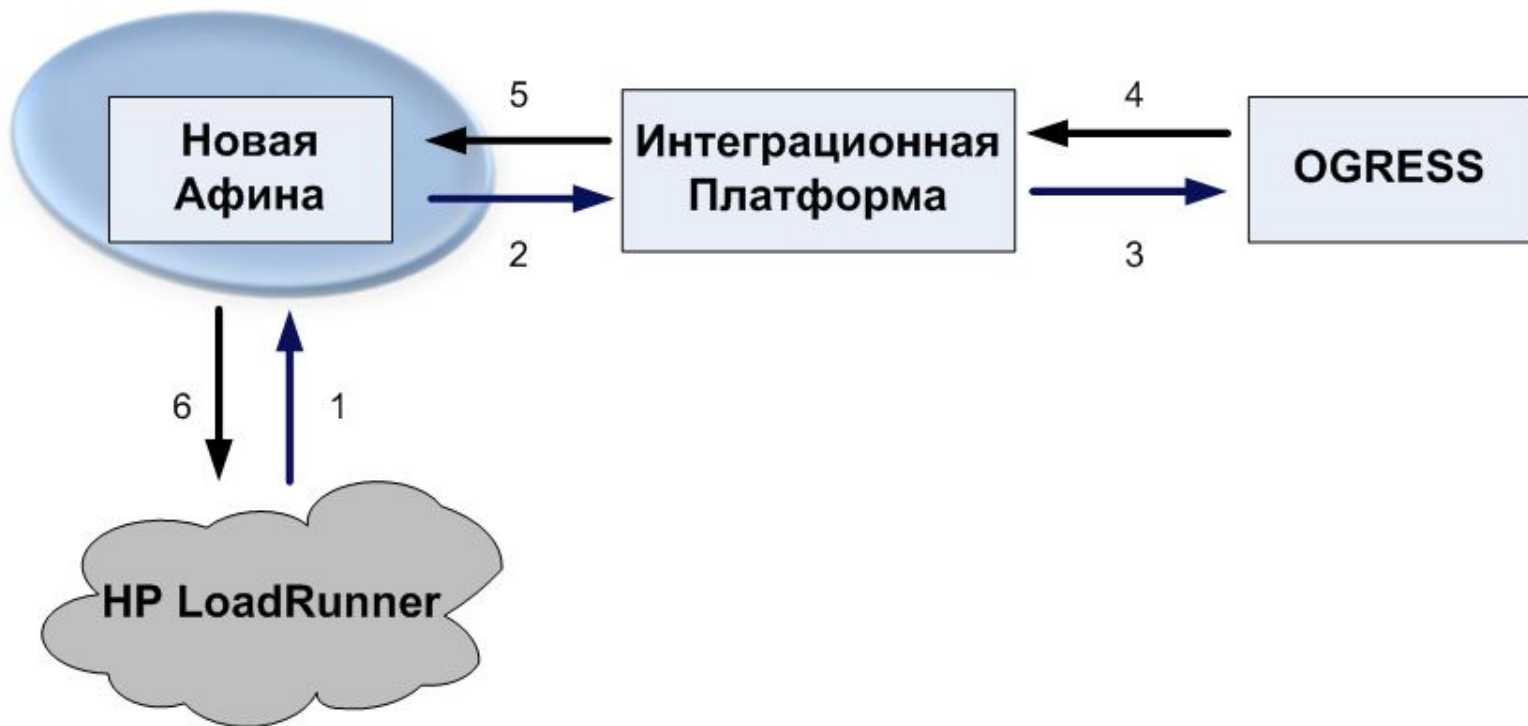 Новая
Афина
5
2
Интеграционная
Платформа
4
3
OGRESS
6
1
HP LoadRunner